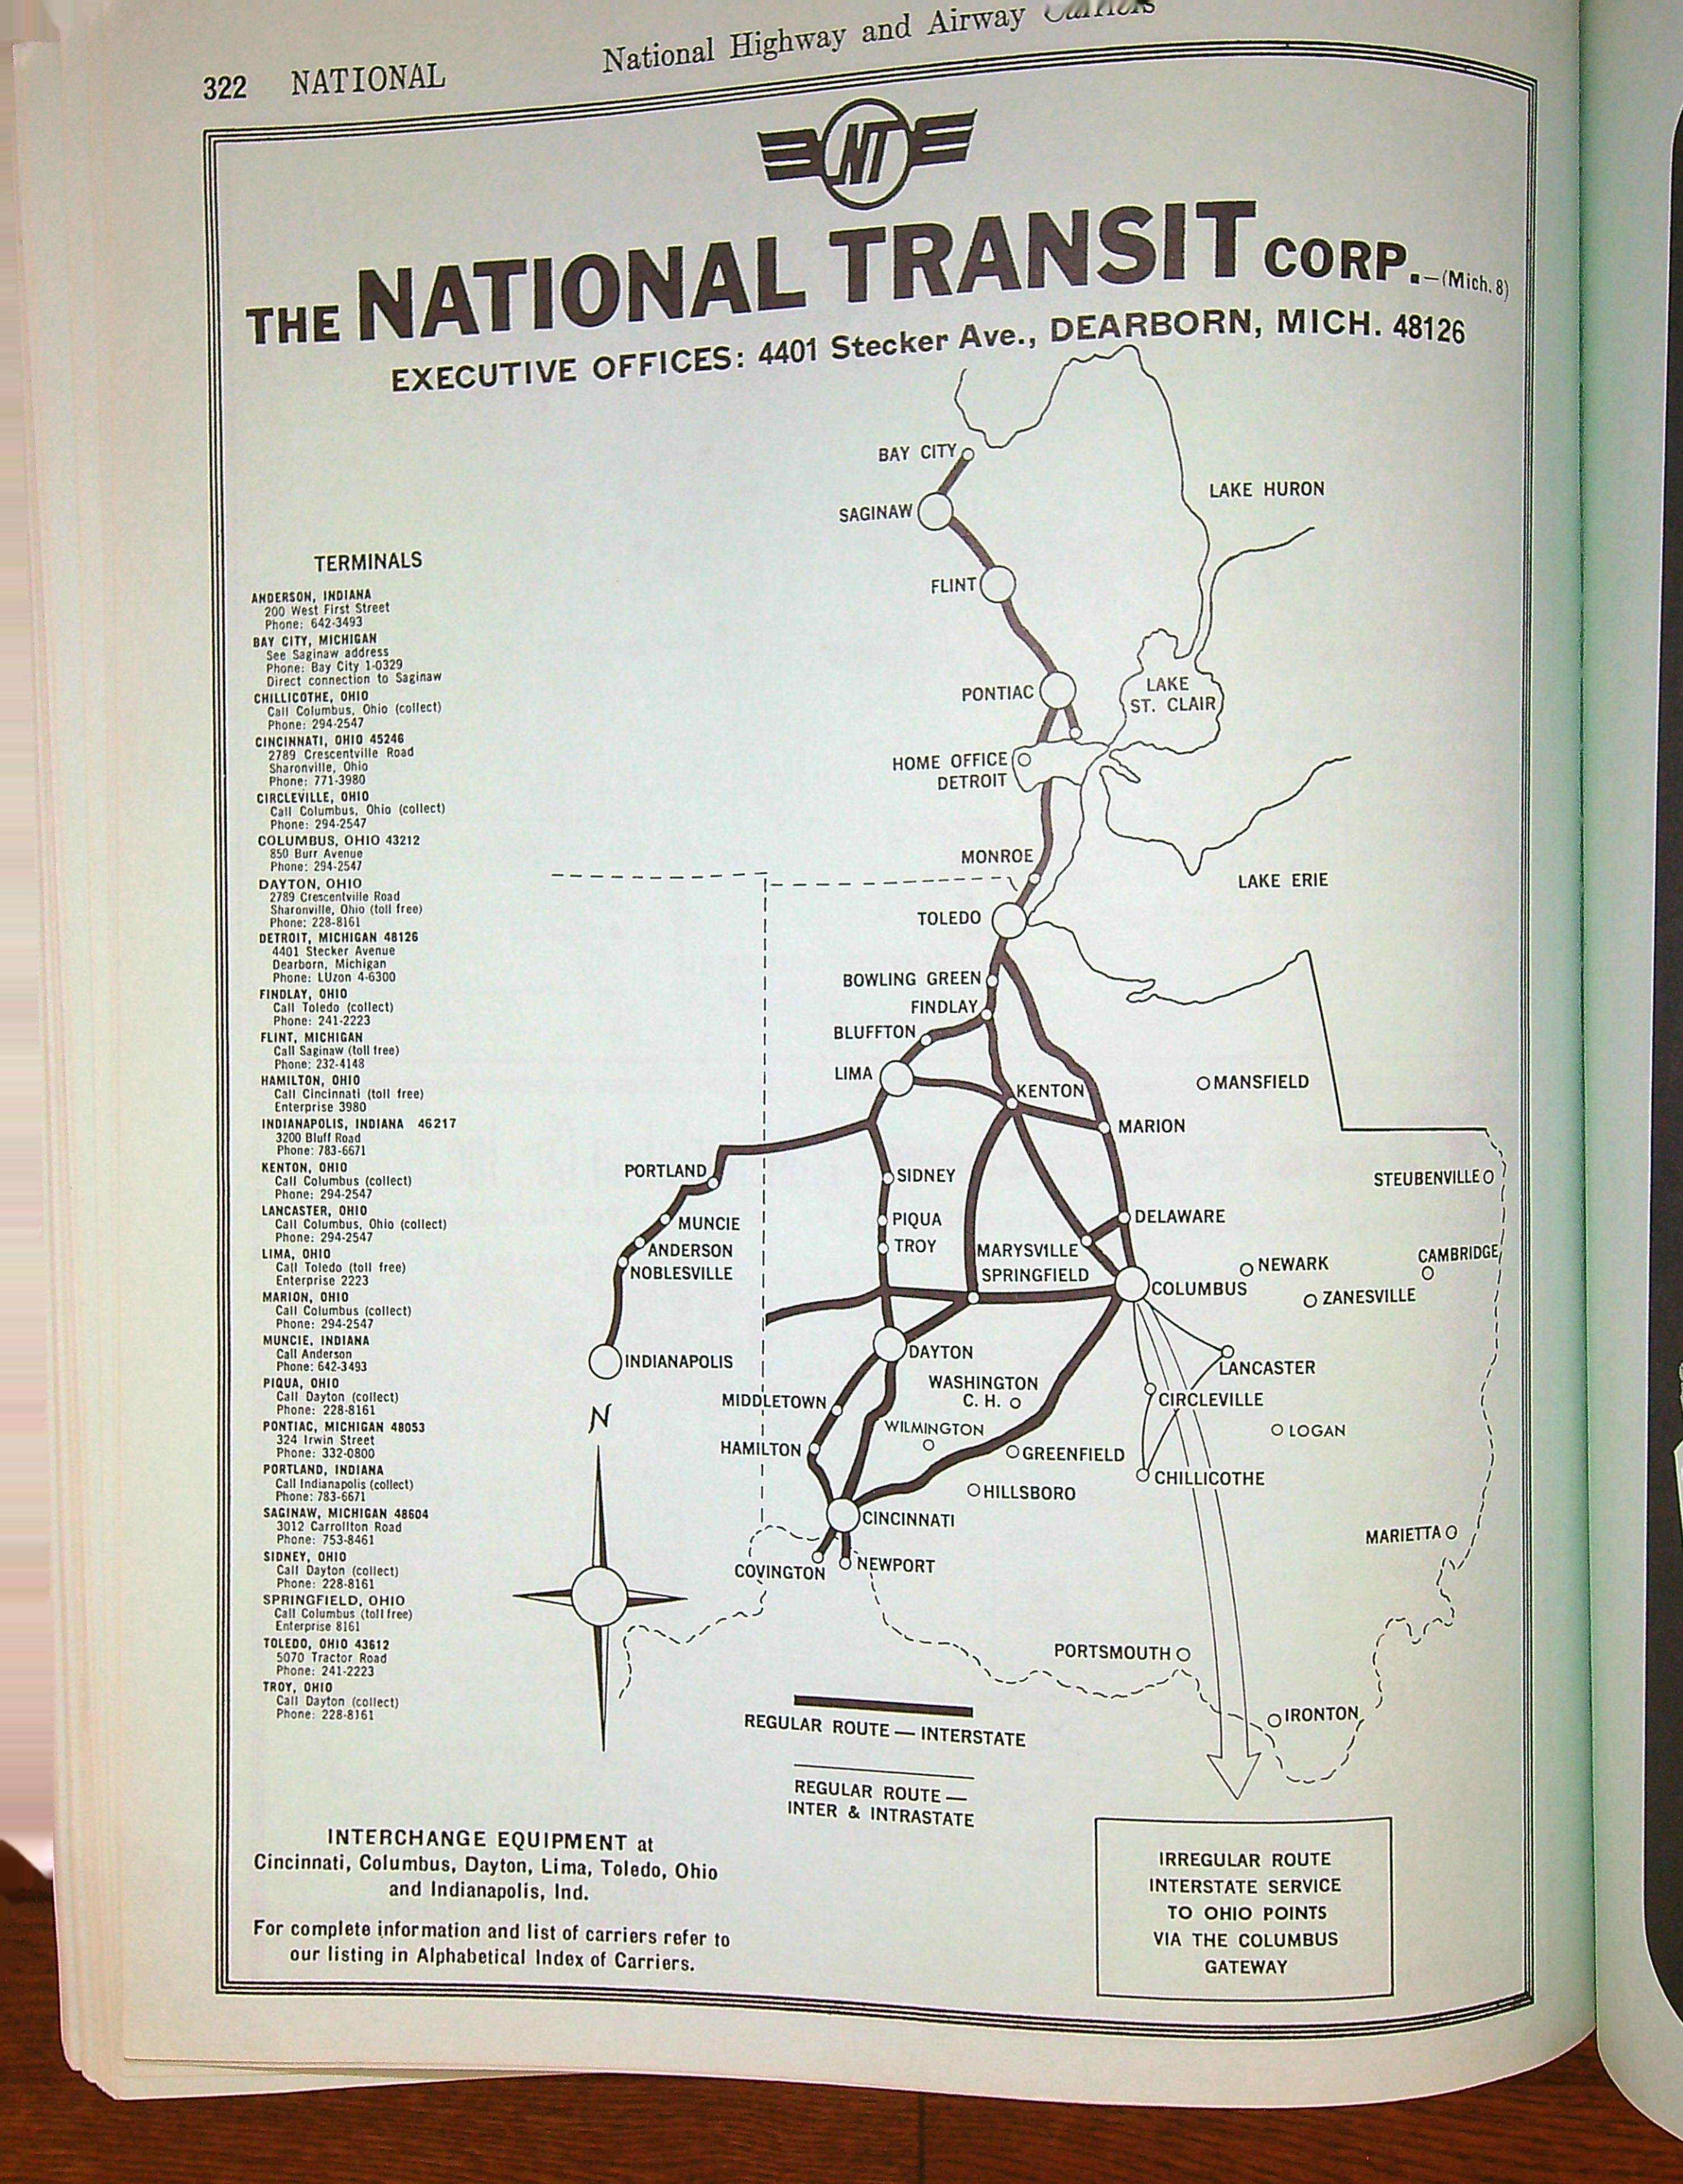 322 NATIONAL
National Highway and Airway Carriers
NT
THE NATIONAL TRANSIT CORP.—(Mich. 8)
EXECUTIVE OFFICES: 4401 Stecker Ave., DEARBORN, MICH. 48126
TERMINALS
ANDERSON, INDIANA
200 West First Street
Phone: 642-3493
BAY CITY, MICHIGAN
See Saginaw address
Phone: Bay City 1-0329
Direct connection to Saginaw
CHILLICOTHE, OHIO
Call Columbus, Ohio (collect)
Phone: 294-2547
CINCINNATI, OHIO 45246
2789 Crescentville Road
Sharonville, Ohio
Phone: 771-3980
CIRCLEVILLE, OHIO
Call Columbus, Ohio (collect)
Phone: 294-2547
COLUMBUS, OHIO 43212
850 Burr Avenue
Phone: 294-2547
DAYTON, OHIO
2789 Crescentville Road
Sharonville, Ohio (toll free)
Phone: 228-8161
DETROIT, MICHIGAN 48126
4401 Stecker Avenue
Dearborn, Michigan
Phone: LUzon 4-6300
FINDLAY, OHIO
Call Toledo (collect)
Phone: 241-2223
FLINT, MICHIGAN
Call Saginaw (toll free)
Phone: 232-4148
HAMILTON, OHIO
Call Cincinnati (toll free)
Enterprise 3980
INDIANAPOLIS, INDIANA 46217
3200 Bluff Road
Phone: 783-6671
KENTON, OHIO
Call Columbus (collect)
Phone: 294-2547
LANCASTER, OHIO
Call Columbus, Ohio (collect)
Phone: 294-2547
LIMA, OHIO
Call Toledo (toll free)
Enterprise 2223
MARION, OHIO
Call Columbus (collect)
Phone: 294-2547
MUNCIE, INDIANA
Call Anderson
Phone: 642-3493
PIQUA, OHIO
Call Dayton (collect)
Phone: 228-8161
PONTIAC, MICHIGAN 48053
324 Irwin Street
Phone: 332-0800
PORTLAND, INDIANA
Call Indianapolis (collect)
Phone: 783-6671
SAGINAW, MICHIGAN 48604
3012 Carrollton Road
Phone: 753-8461
SIDNEY, OHIO
Call Dayton (collect)
Phone: 228-8161
SPRINGFIELD, OHIO
Call Columbus (toll free)
Enterprise 8161
TOLEDO, OHIO 43612
5070 Tractor Road
Phone: 241-2223
TROY, OHIO
Call Dayton (collect)
Phone: 228-8161
BAY CITY
SAGINAW
LAKE HURON
FLINT
PONTIAC
LAKE
ST. CLAIR
HOME OFFICE
DETROIT
MONROE
LAKE ERIE
TOLEDO
BOWLING GREEN
FINDLAY
BLUFFTON
LIMA
KENTON
MANSFIELD
MARION
PORTLAND
SIDNEY
STEUBENVILLE
MUNCIE
PIQUA
DELAWARE
ANDERSON
TROY
MARYSVILLE
NOBLESVILLE
SPRINGFIELD
COLUMBUS
NEWARK
CAMBRIDGE
ZANESVILLE
INDIANAPOLIS
DAYTON
LANCASTER
WASHINGTON
C. H.
MIDDLETOWN
CIRCLEVILLE
N
WILMINGTON
LOGAN
HAMILTON
GREENFIELD
CHILLICOTHE
HILLSBORO
CINCINNATI
MARIETTA
COVINGTON
NEWPORT
PORTSMOUTH
IRONTON
REGULAR ROUTE — INTERSTATE
REGULAR ROUTE —
INTER & INTRASTATE
INTERCHANGE EQUIPMENT at
Cincinnati, Columbus, Dayton, Lima, Toledo, Ohio
and Indianapolis, Ind.
For complete information and list of carriers refer to
our listing in Alphabetical Index of Carriers.
IRREGULAR ROUTE
INTERSTATE SERVICE
TO OHIO POINTS
VIA THE COLUMBUS
GATEWAY